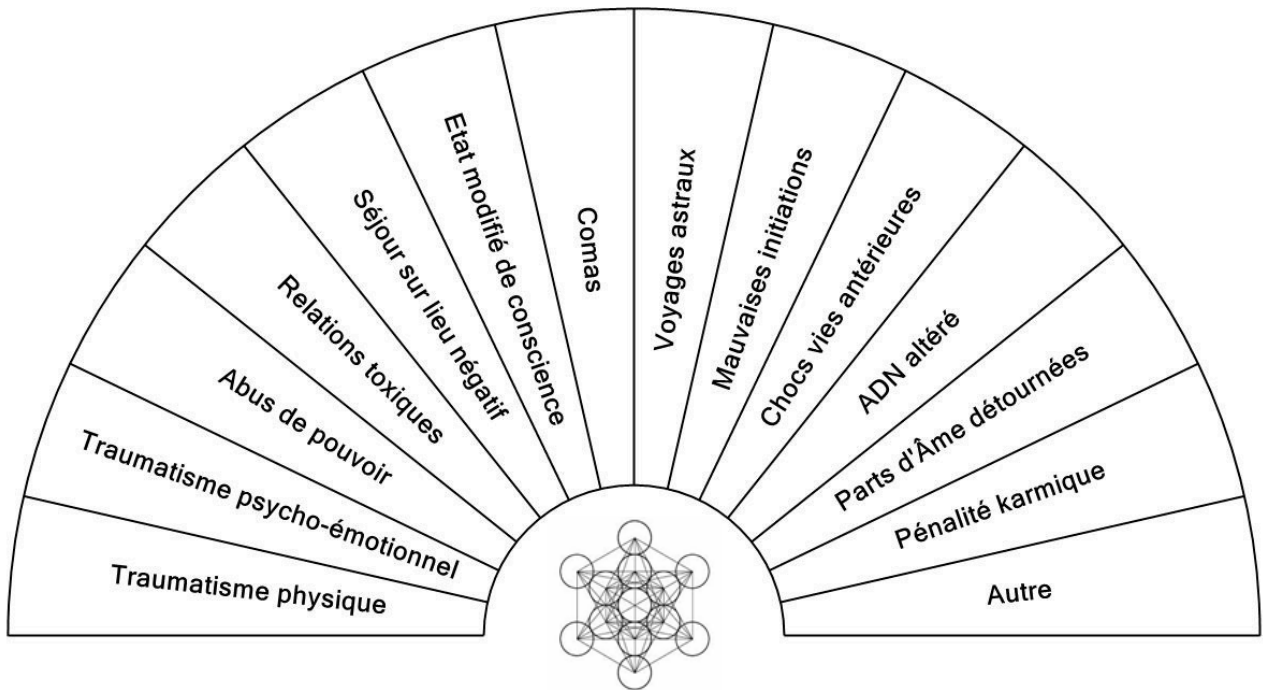 Traumatisme physique
Traumatisme psycho-émotionnel
Abus de pouvoir
Relations toxiques
Séjour sur lieu négatif
Etat modifié de conscience
Comas
Voyages astraux
Mauvaises initiations
Chocs vies antérieures
ADN altéré
Parts d'Âme détournées
Pénalité karmique
Autre